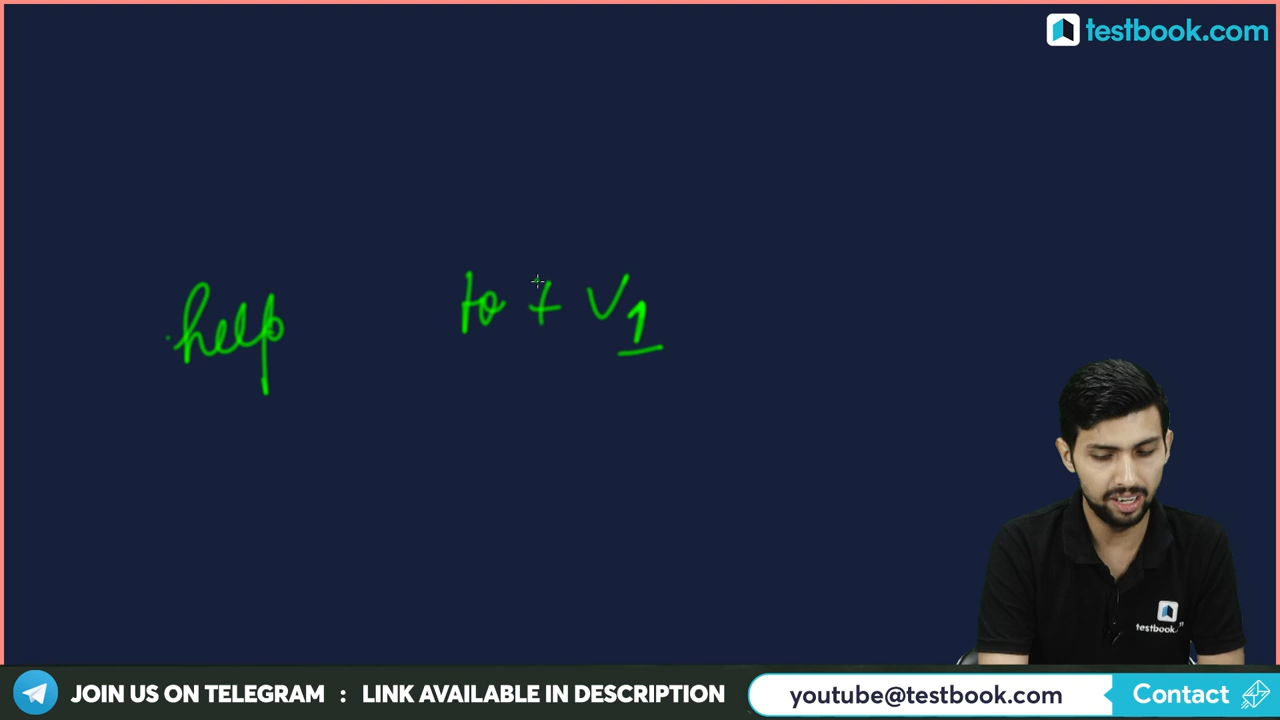 testbook.com
help to + V1
testbook.
JOIN US ON TELEGRAM : LINK AVAILABLE IN DESCRIPTION youtube@testbook.com Contact